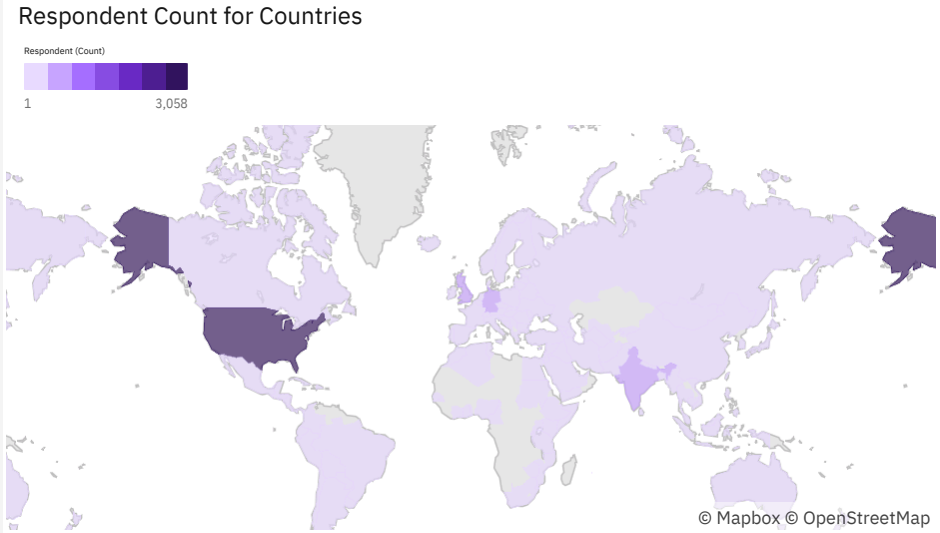 Respondent Count for Countries
Respondent (Count)
1 3,058
© Mapbox © OpenStreetMap